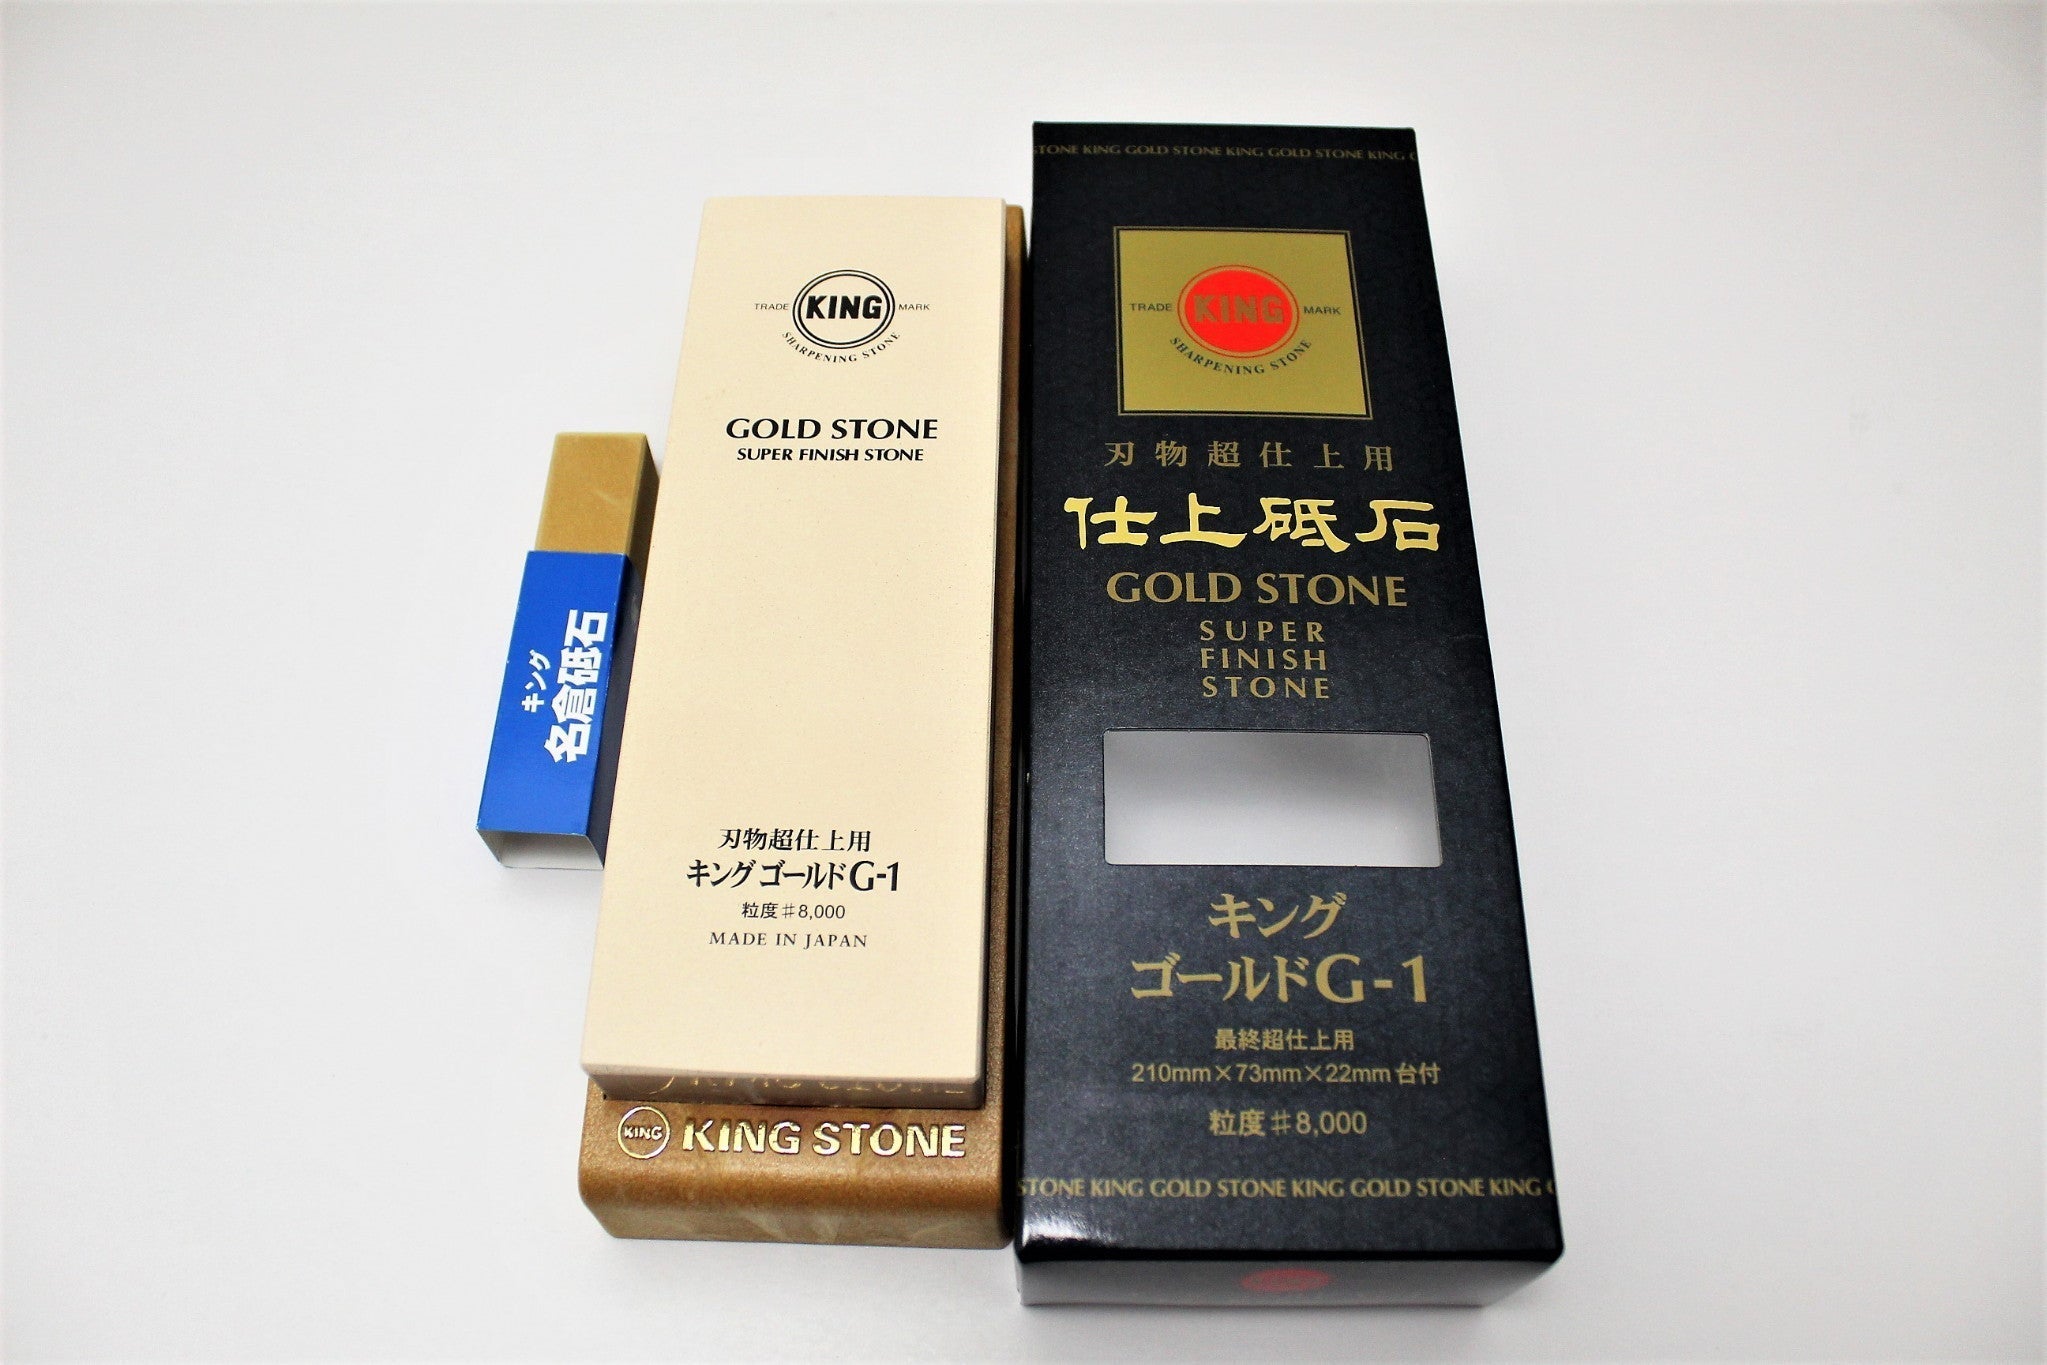 キング
名倉砥石
TRADE KING MARK
SHARPENING STONE
GOLD STONE
SUPER FINISH STONE
刃物超仕上用
キングゴールドG-1
粒度#8,000
MADE IN JAPAN
KING KING STONE
STONE KING GOLD STONE KING GOLD STONE KING
TRADE KING MARK
SHARPENING STONE
刃物超仕上用
仕上砥石
GOLD STONE
SUPER
FINISH
STONE
キング
ゴールドG-1
最終超仕上用
210mm×73mm×22mm台付
粒度#8,000
STONE KING GOLD STONE KING GOLD STONE KING